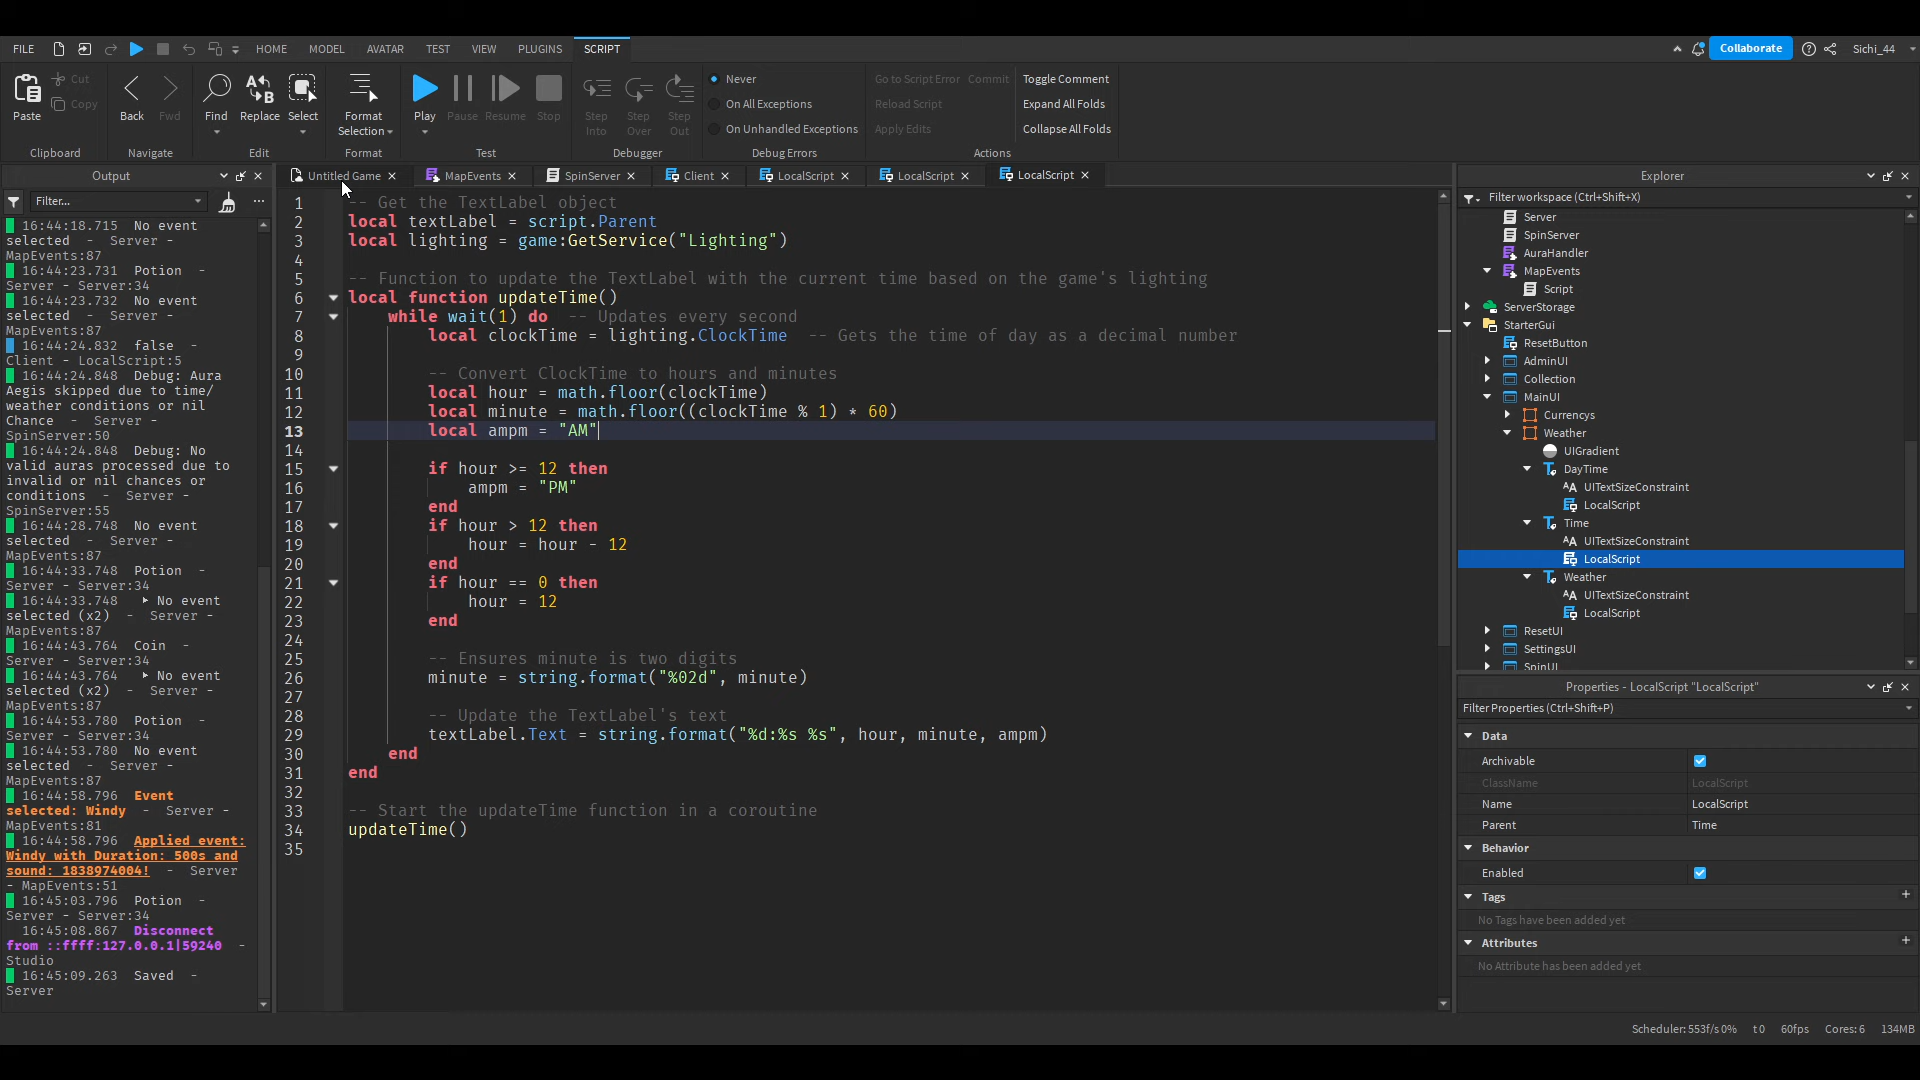 FILE HOME MODEL AVATAR TEST VIEW PLUGINS SCRIPT Collaborate Sichi_44
Paste Cut Copy
Clipboard
Back Fwd
Navigate
Find Replace Select
Edit
Format Selection
Format
Play Pause Resume Stop
Test
Step Into Step Over Step Out
Debugger
Never
On All Exceptions
On Unhandled Exceptions
Debug Errors
Go to Script Error Commit
Reload Script
Apply Edits
Toggle Comment
Expand All Folds
Collapse All Folds
Actions
Output
Filter...
16:44:18.715 No event
selected - Server -
MapEvents:87
16:44:23.731 Potion -
Server - Server:34
16:44:23.732 No event
selected - Server -
MapEvents:87
16:44:24.832 false -
Client - LocalScript:5
16:44:24.848 Debug: Aura
Aegis skipped due to time/
weather conditions or nil
Chance - Server -
SpinServer:50
16:44:24.848 Debug: No
valid auras processed due to
invalid or nil chances or
conditions - Server -
SpinServer:55
16:44:28.748 No event
selected - Server -
MapEvents:87
16:44:33.748 Potion -
Server - Server:34
16:44:33.748 No event
selected (x2) - Server -
MapEvents:87
16:44:43.764 Coin -
Server - Server:34
16:44:43.764 No event
selected (x2) - Server -
MapEvents:87
16:44:53.780 Potion -
Server - Server:34
16:44:53.780 No event
selected - Server -
MapEvents:87
16:44:58.796 Event
selected: Windy - Server -
MapEvents:81
16:44:58.796 Applied event:
Windy with Duration: 500s and
sound: 1838974004! - Server
- MapEvents:51
16:45:03.796 Potion -
Server - Server:34
16:45:08.867 Disconnect
from ::ffff:127.0.0.1|59240 -
Studio
16:45:09.263 Saved -
Server
Untitled Game MapEvents SpinServer Client LocalScript LocalScript LocalScript
1 -- Get the TextLabel object
2 local textLabel = script.Parent
3 local lighting = game:GetService("Lighting")
4
5 -- Function to update the TextLabel with the current time based on the game's lighting
6 local function updateTime()
7 while wait(1) do -- Updates every second
8 local clockTime = lighting.ClockTime -- Gets the time of day as a decimal number
9
10 -- Convert ClockTime to hours and minutes
11 local hour = math.floor(clockTime)
12 local minute = math.floor((clockTime % 1) * 60)
13 local ampm = "AM"
14
15 if hour >= 12 then
16 ampm = "PM"
17 end
18 if hour > 12 then
19 hour = hour - 12
20 end
21 if hour == 0 then
22 hour = 12
23 end
24
25 -- Ensures minute is two digits
26 minute = string.format("%02d", minute)
27
28 -- Update the TextLabel's text
29 textLabel.Text = string.format("%d:%s %s", hour, minute, ampm)
30 end
31 end
32
33 -- Start the updateTime function in a coroutine
34 updateTime()
35
Explorer
Filter workspace (Ctrl+Shift+X)
Server
SpinServer
AuraHandler
MapEvents
Script
ServerStorage
StarterGui
ResetButton
AdminUI
Collection
MainUI
Currencys
Weather
UIGradient
DayTime
UITextSizeConstraint
LocalScript
Time
UITextSizeConstraint
LocalScript
Weather
UITextSizeConstraint
LocalScript
ResetUI
SettingsUI
SpinUI
Properties - LocalScript "LocalScript"
Filter Properties (Ctrl+Shift+P)
Data
Archivable
ClassName LocalScript
Name LocalScript
Parent Time
Behavior
Enabled
Tags
No Tags have been added yet
Attributes
No Attribute has been added yet
Scheduler: 553f/s 0% t 0 60fps Cores: 6 134MB